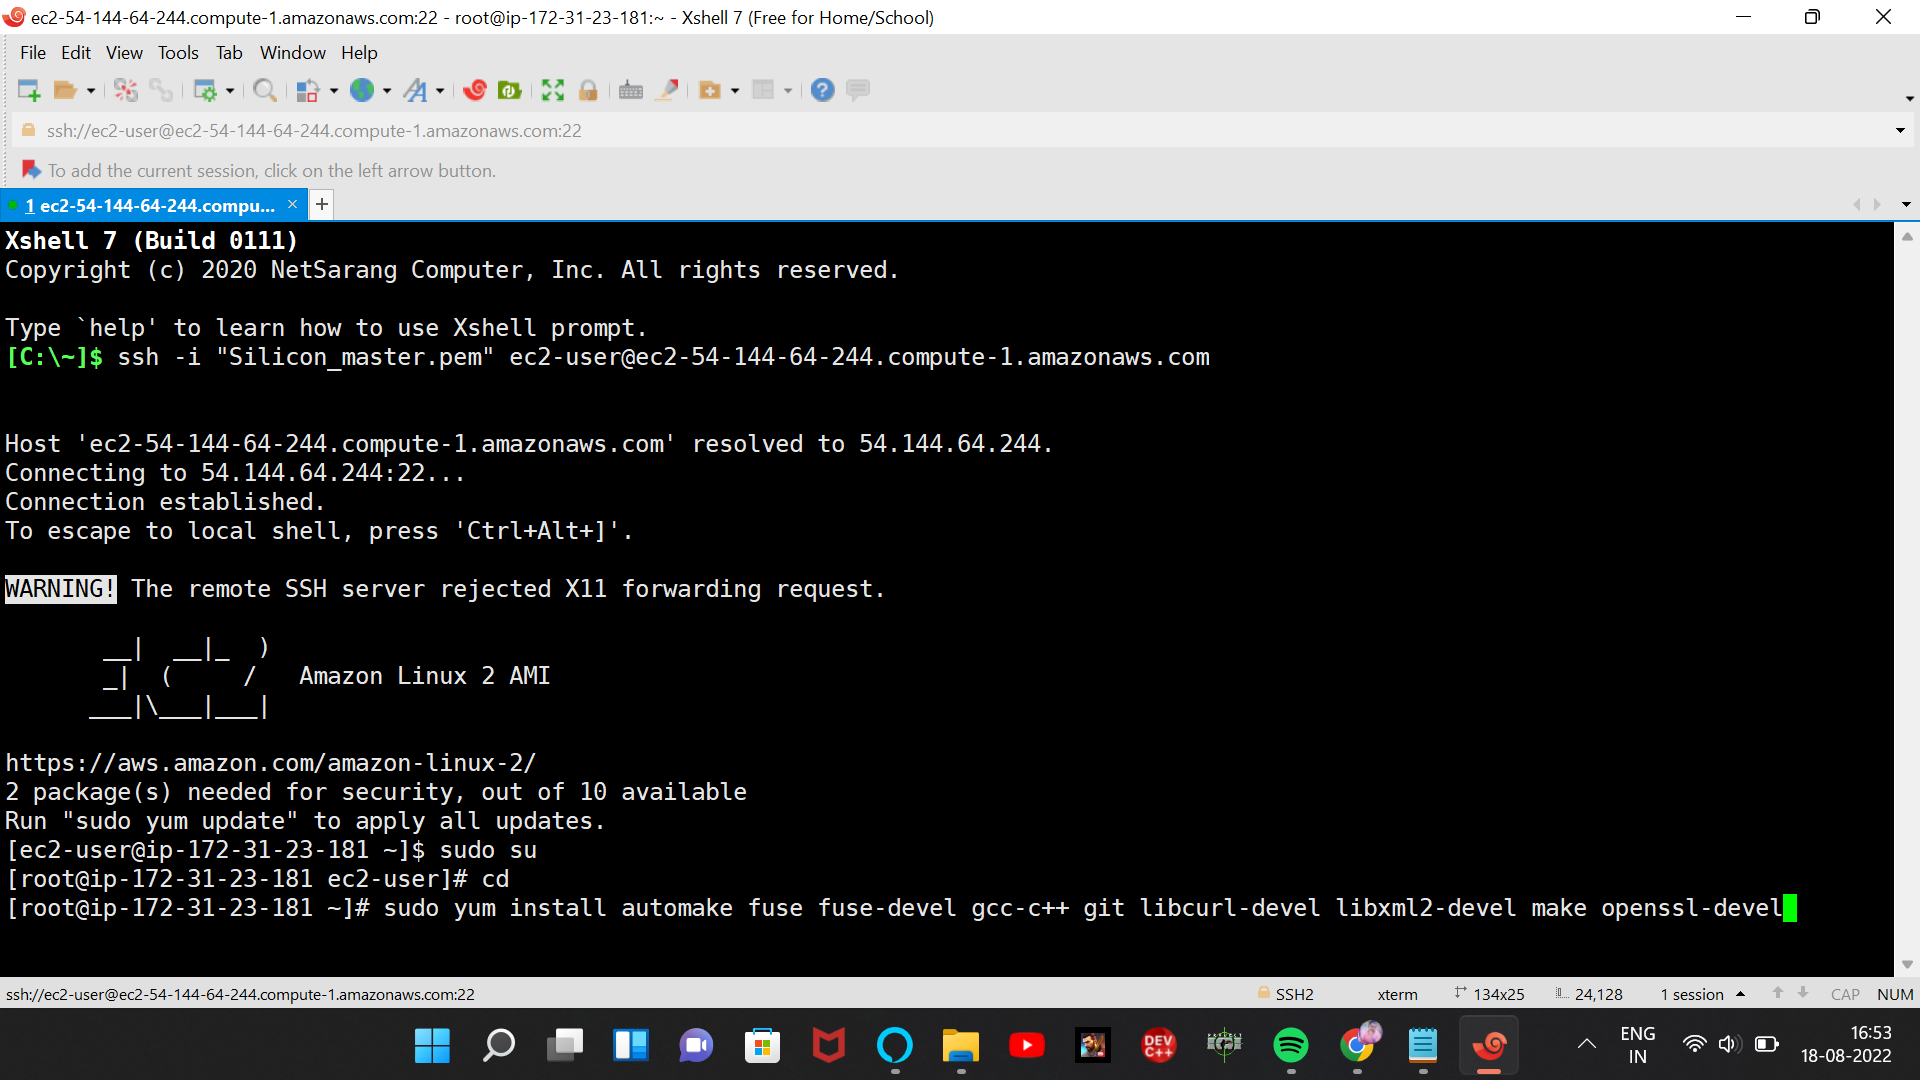 ec2-54-144-64-244.compute-1.amazonaws.com:22 - root@ip-172-31-23-181:~ - Xshell 7 (Free for Home/School)
File Edit View Tools Tab Window Help
ssh://ec2-user@ec2-54-144-64-244.compute-1.amazonaws.com:22
To add the current session, click on the left arrow button.
1 ec2-54-144-64-244.compu... × +
Xshell 7 (Build 0111)
Copyright (c) 2020 NetSarang Computer, Inc. All rights reserved.
Type `help' to learn how to use Xshell prompt.
[C:\~]$ ssh -i "Silicon_master.pem" ec2-user@ec2-54-144-64-244.compute-1.amazonaws.com
Host 'ec2-54-144-64-244.compute-1.amazonaws.com' resolved to 54.144.64.244.
Connecting to 54.144.64.244:22...
Connection established.
To escape to local shell, press 'Ctrl+Alt+]'.
WARNING! The remote SSH server rejected X11 forwarding request.
       __|  __|_  )
       _|  (     /   Amazon Linux 2 AMI
      ___|\___|___|
https://aws.amazon.com/amazon-linux-2/
2 package(s) needed for security, out of 10 available
Run "sudo yum update" to apply all updates.
[ec2-user@ip-172-31-23-181 ~]$ sudo su
[root@ip-172-31-23-181 ec2-user]# cd
[root@ip-172-31-23-181 ~]# sudo yum install automake fuse fuse-devel gcc-c++ git libcurl-devel libxml2-devel make openssl-devel
ssh://ec2-user@ec2-54-144-64-244.compute-1.amazonaws.com:22 SSH2 xterm 134x25 24,128 1 session CAP NUM
DEV C++
ENG IN
16:53
18-08-2022